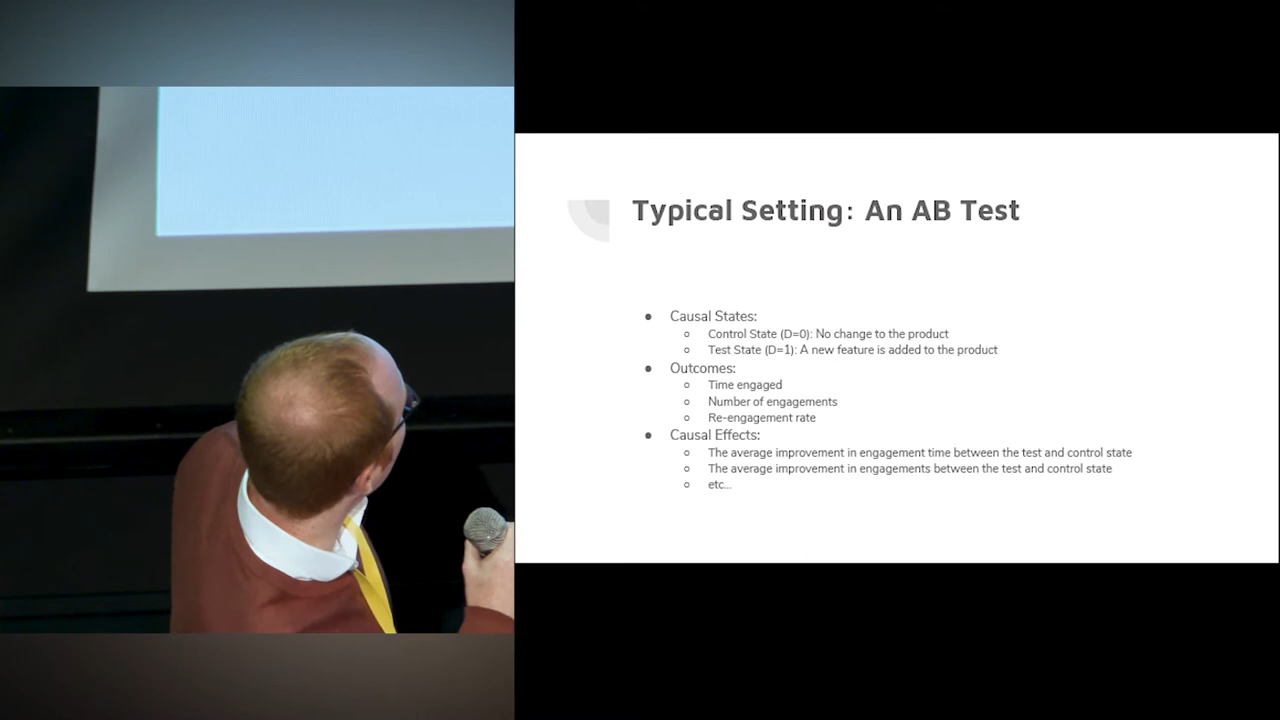 Typical Setting: An AB Test
● Causal States:
○ Control State (D=0): No change to the product
○ Test State (D=1): A new feature is added to the product
● Outcomes:
○ Time engaged
○ Number of engagements
○ Re-engagement rate
● Causal Effects:
○ The average improvement in engagement time between the test and control state
○ The average improvement in engagements between the test and control state
○ etc...